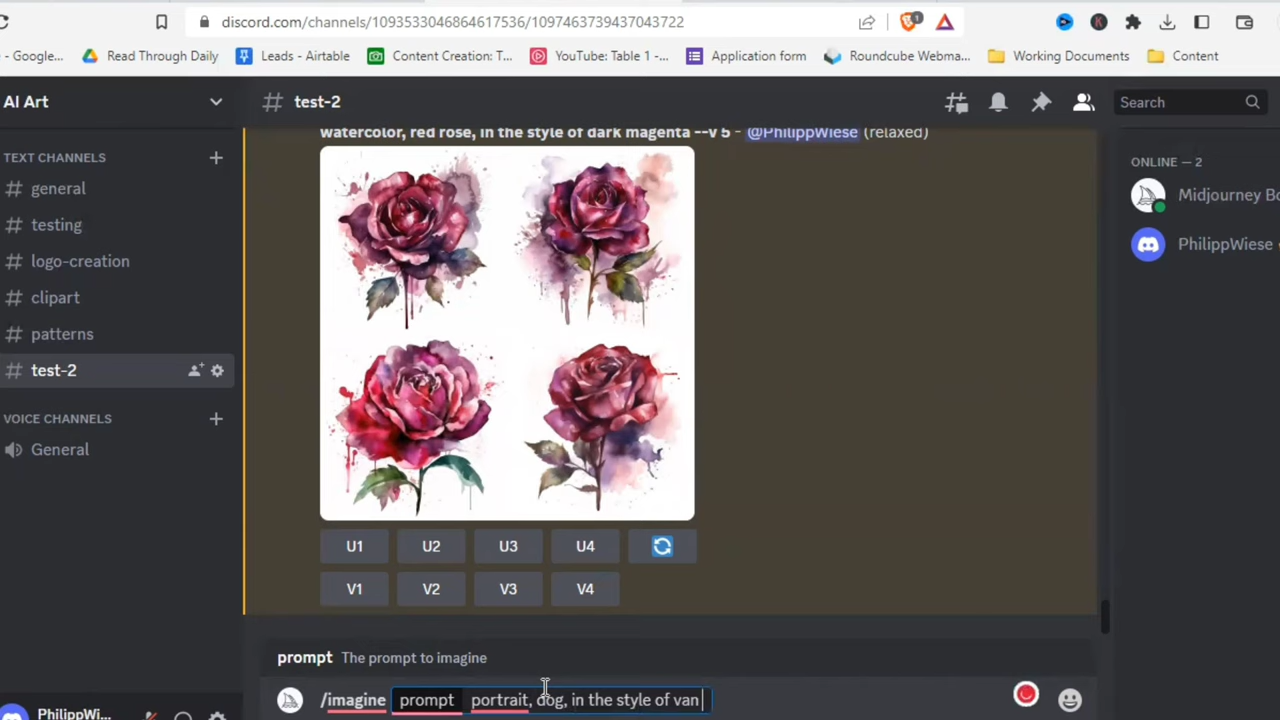 discord.com/channels/1093533046864617536/1097463739437043722
1
- Google...
Read Through Daily
Leads - Airtable
Content Creation: T...
YouTube: Table 1 -...
Application form
Roundcube Webma...
Working Documents
Content
AI Art
# test-2
Search
TEXT CHANNELS
# general
# testing
# logo-creation
# clipart
# patterns
# test-2
VOICE CHANNELS
General
PhilippWi...
watercolor, red rose, in the style of dark magenta --v 5 - @PhilippWiese (relaxed)
U1 U2 U3 U4
V1 V2 V3 V4
prompt The prompt to imagine
/imagine prompt portrait, dog, in the style of van
ONLINE — 2
Midjourney Bo
PhilippWiese